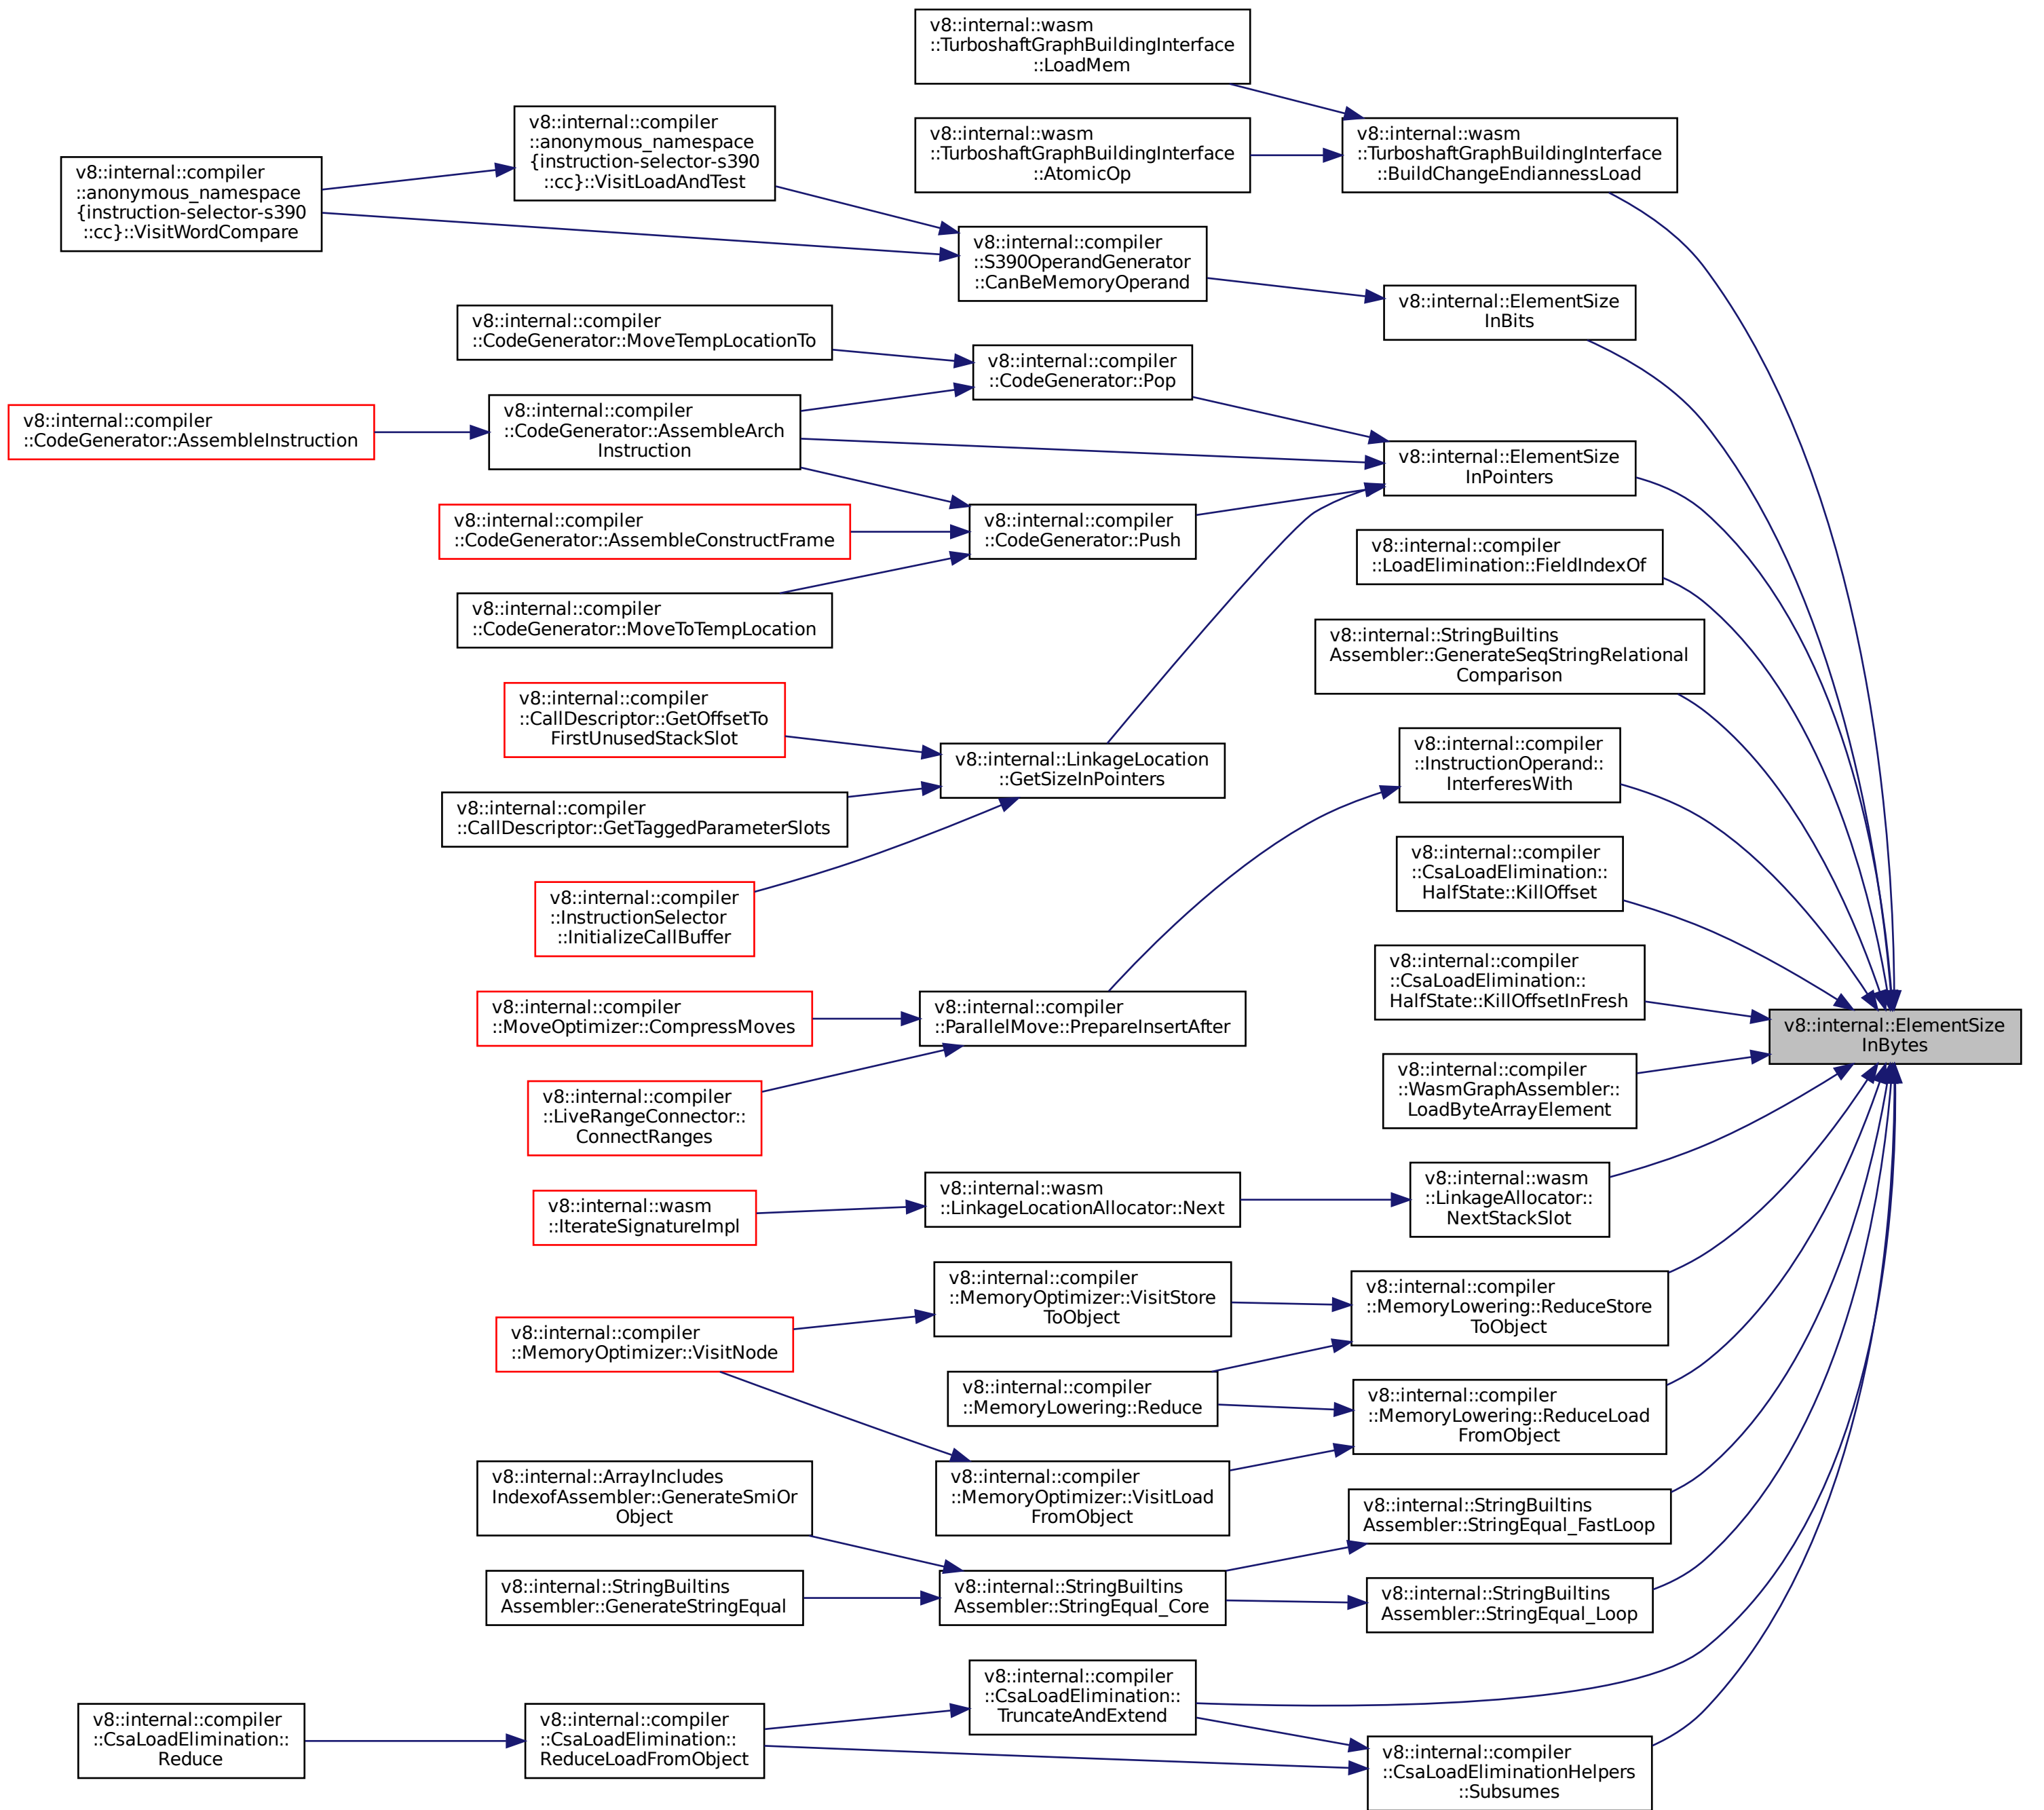 v8::internal::wasm
::TurboshaftGraphBuildingInterface
::LoadMem
v8::internal::compiler
::anonymous_namespace
{instruction-selector-s390
::cc}::VisitLoadAndTest
v8::internal::wasm
::TurboshaftGraphBuildingInterface
::AtomicOp
v8::internal::wasm
::TurboshaftGraphBuildingInterface
::BuildChangeEndiannessLoad
v8::internal::compiler
::anonymous_namespace
{instruction-selector-s390
::cc}::VisitWordCompare
v8::internal::compiler
::S390OperandGenerator
::CanBeMemoryOperand
v8::internal::ElementSize
InBits
v8::internal::compiler
::CodeGenerator::MoveTempLocationTo
v8::internal::compiler
::CodeGenerator::Pop
v8::internal::compiler
::CodeGenerator::AssembleInstruction
v8::internal::compiler
::CodeGenerator::AssembleArch
Instruction
v8::internal::ElementSize
InPointers
v8::internal::compiler
::CodeGenerator::AssembleConstructFrame
v8::internal::compiler
::CodeGenerator::Push
v8::internal::compiler
::LoadElimination::FieldIndexOf
v8::internal::compiler
::CodeGenerator::MoveToTempLocation
v8::internal::StringBuiltins
Assembler::GenerateSeqStringRelational
Comparison
v8::internal::compiler
::CallDescriptor::GetOffsetTo
FirstUnusedStackSlot
v8::internal::LinkageLocation
::GetSizeInPointers
v8::internal::compiler
::InstructionOperand::
InterferesWith
v8::internal::compiler
::CallDescriptor::GetTaggedParameterSlots
v8::internal::compiler
::CsaLoadElimination::
HalfState::KillOffset
v8::internal::compiler
::InstructionSelector
::InitializeCallBuffer
v8::internal::compiler
::CsaLoadElimination::
HalfState::KillOffsetInFresh
v8::internal::compiler
::MoveOptimizer::CompressMoves
v8::internal::compiler
::ParallelMove::PrepareInsertAfter
v8::internal::ElementSize
InBytes
v8::internal::compiler
::WasmGraphAssembler::
LoadByteArrayElement
v8::internal::compiler
::LiveRangeConnector::
ConnectRanges
v8::internal::wasm
::IterateSignatureImpl
v8::internal::wasm
::LinkageLocationAllocator::Next
v8::internal::wasm
::LinkageAllocator::
NextStackSlot
v8::internal::compiler
::MemoryOptimizer::VisitStore
ToObject
v8::internal::compiler
::MemoryLowering::ReduceStore
ToObject
v8::internal::compiler
::MemoryOptimizer::VisitNode
v8::internal::compiler
::MemoryLowering::Reduce
v8::internal::compiler
::MemoryLowering::ReduceLoad
FromObject
v8::internal::ArrayIncludes
IndexofAssembler::GenerateSmiOr
Object
v8::internal::compiler
::MemoryOptimizer::VisitLoad
FromObject
v8::internal::StringBuiltins
Assembler::StringEqual_FastLoop
v8::internal::StringBuiltins
Assembler::GenerateStringEqual
v8::internal::StringBuiltins
Assembler::StringEqual_Core
v8::internal::StringBuiltins
Assembler::StringEqual_Loop
v8::internal::compiler
::CsaLoadElimination::
TruncateAndExtend
v8::internal::compiler
::CsaLoadElimination::
Reduce
v8::internal::compiler
::CsaLoadElimination::
ReduceLoadFromObject
v8::internal::compiler
::CsaLoadEliminationHelpers
::Subsumes